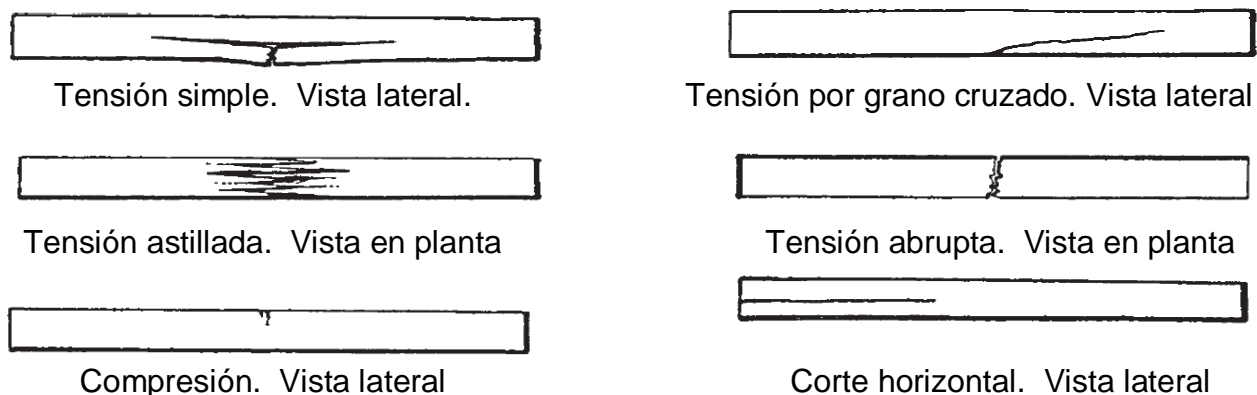 Tensión simple. Vista lateral.
Tensión por grano cruzado. Vista lateral
Tensión astillada. Vista en planta
Tensión abrupta. Vista en planta
Compresión. Vista lateral
Corte horizontal. Vista lateral